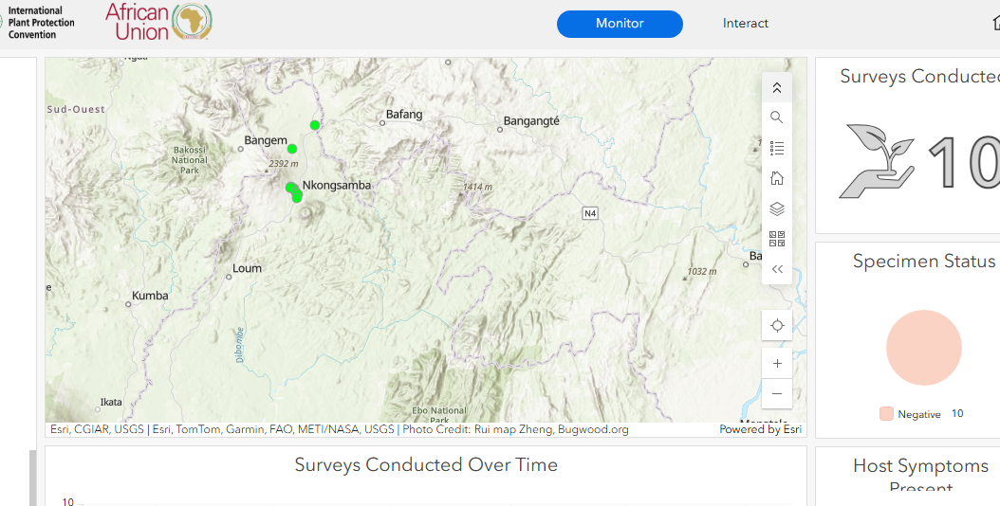 International
Plant Protection
Convention
African
Union
Monitor
Interact
Sud-Ouest
Bafang
Bangangté
Bangem
Bakossi
National
Park
2392 m
Nkongsamba
1414 m
N4
Loum
1032 m
Ba
Kumba
e
Dibombe
Ikata
Ebo National
Park
Esri, CGIAR, USGS | Esri, TomTom, Garmin, FAO, METI/NASA, USGS | Photo Credit: Rui map Zheng, Bugwood.org
Powered by Esri
Surveys Conducted Over Time
10
Surveys Conducted
10
Specimen Status
Negative 10
Host Symptoms
Present